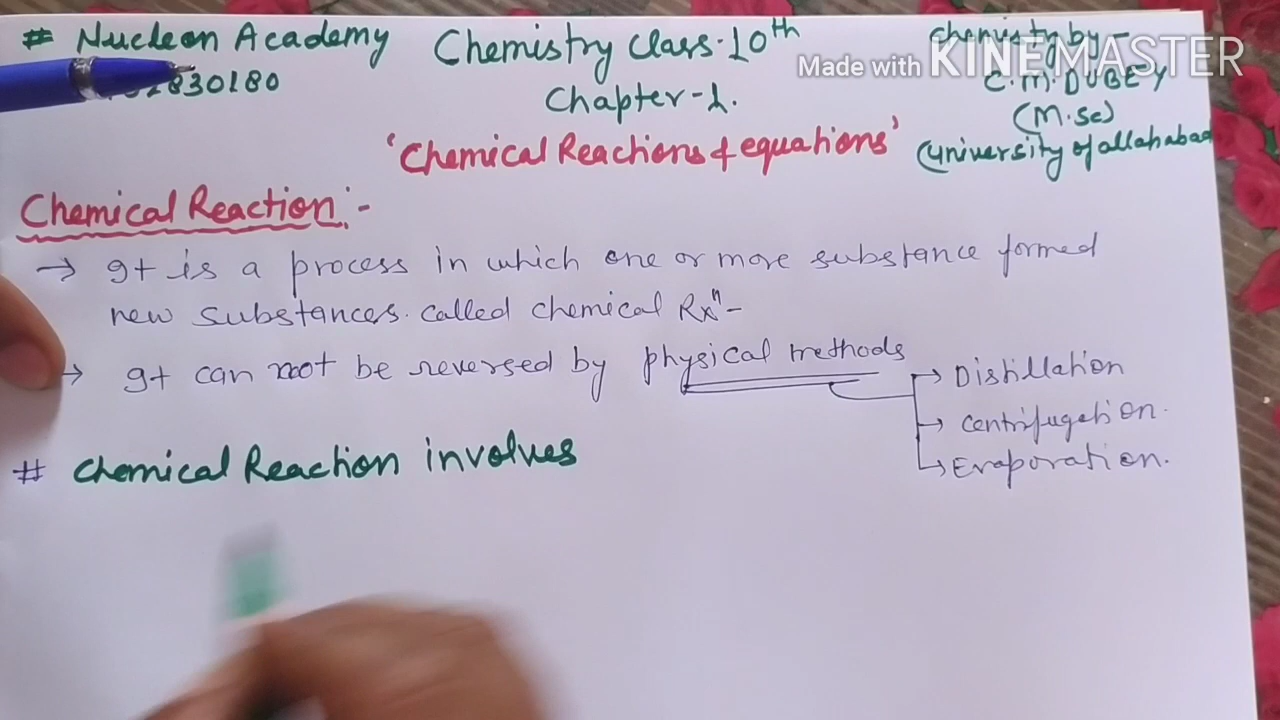 # Nucleon Academy
830180
Chemistry Class-10th
Chapter-1.
'Chemical Reactions & equations'
Chemistry by -
C.M. DUBEY
(M.Sc)
(University of allahabad
Made with KINEMASTER
Chemical Reaction:-
→ It is a process in which one or more substance formed
new substances. called chemical Rxⁿ-
→ It can not be reversed by physical methods
→ Distillation
→ Centrifugation.
→ Evaporation.
# Chemical Reaction involves